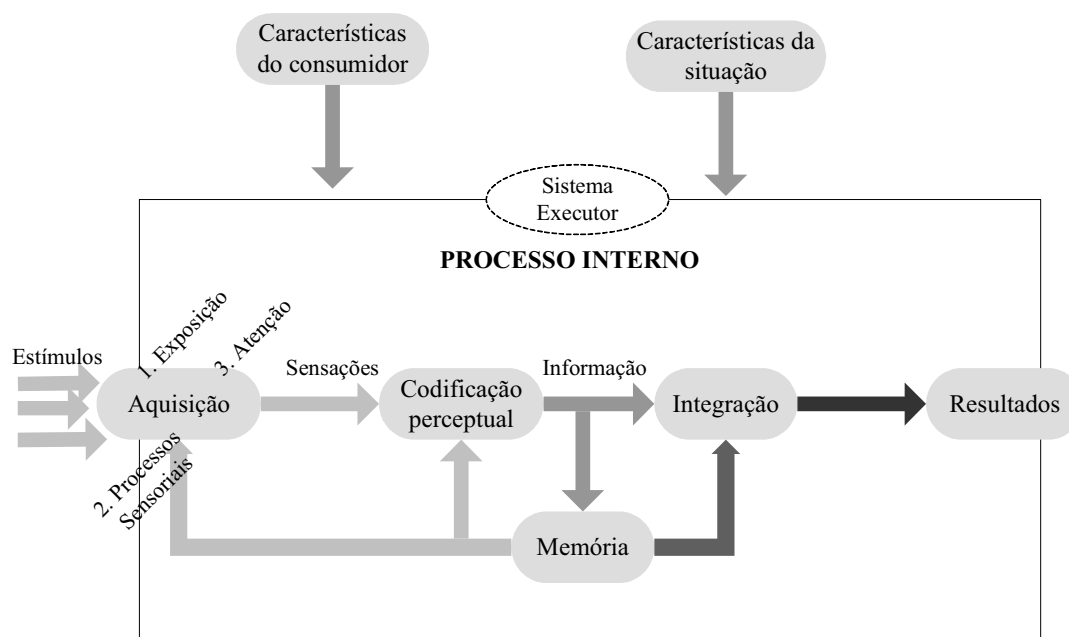 Características
do consumidor
Características da
situação
Sistema
Executor
PROCESSO INTERNO
Estímulos
1. Exposição
3. Atenção
Sensações
Informação
Aquisição
Codificação
perceptual
Integração
Resultados
2. Processos
Sensoriais
Memória